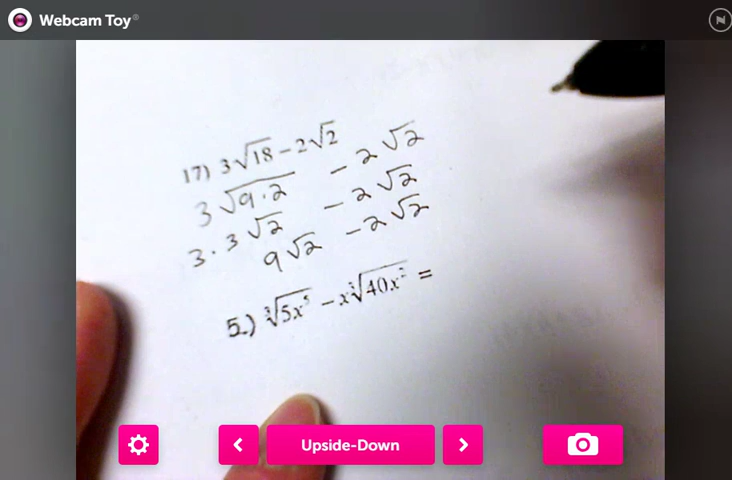 Webcam Toy®
17) 3√18 – 2√2
3√9·2 – 2√2
3·3√2 – 2√2
9√2 – 2√2
5.) ∛5x⁵ – x∛40x² =
Upside-Down